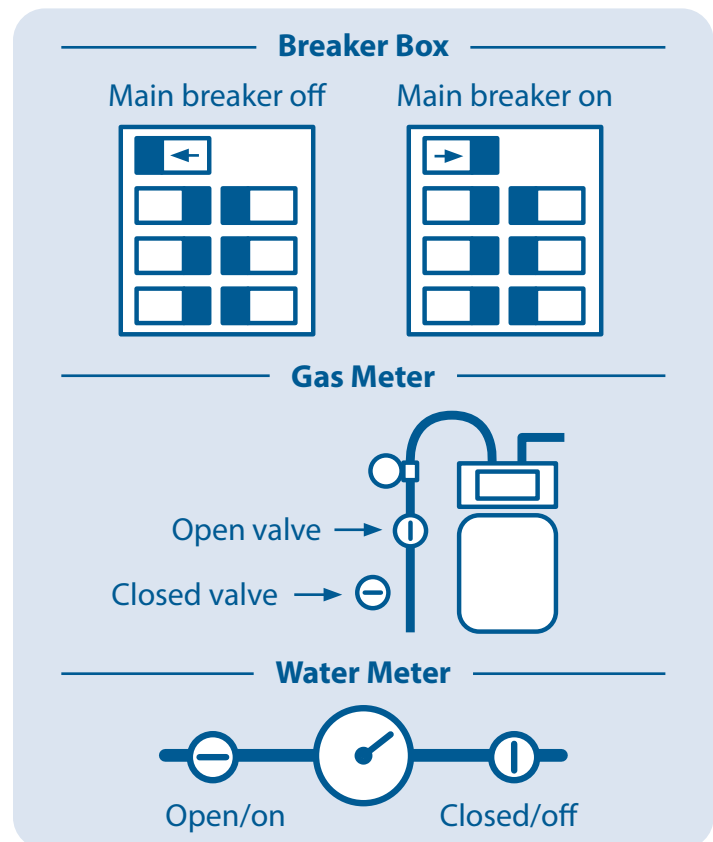 Breaker Box
Main breaker off Main breaker on
Gas Meter
Open valve
Closed valve
Water Meter
Open/on Closed/off